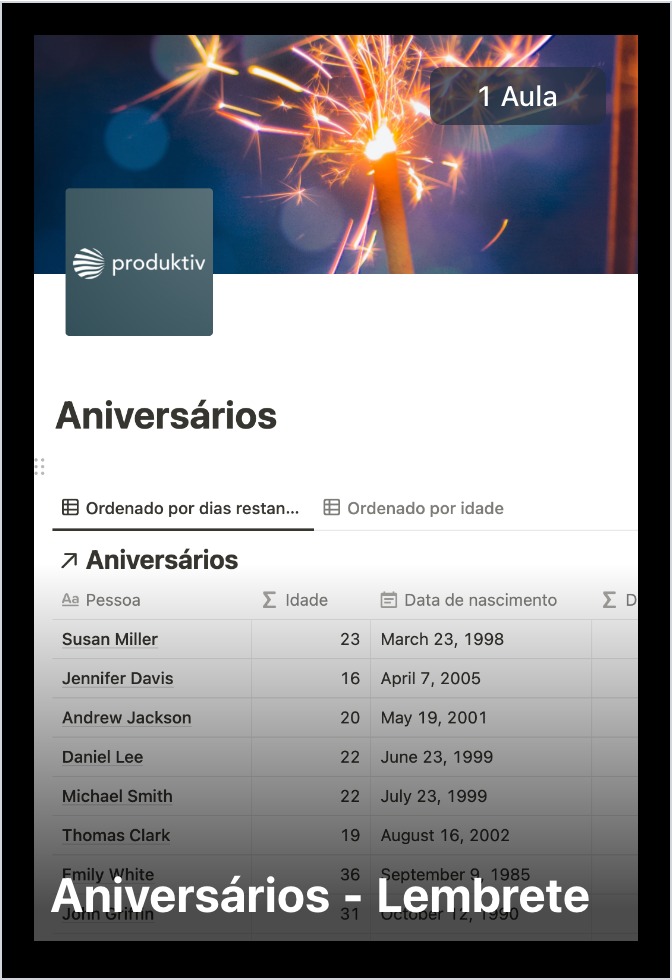 1 Aula
produktiv
Aniversários
Ordenado por dias restan... Ordenado por idade
Aniversários
Aa Pessoa Σ Idade Data de nascimento Σ D
Susan Miller 23 March 23, 1998
Jennifer Davis 16 April 7, 2005
Andrew Jackson 20 May 19, 2001
Daniel Lee 22 June 23, 1999
Michael Smith 22 July 23, 1999
Thomas Clark 19 August 16, 2002
Emily White 36 September 9, 1985
Aniversários - Lembrete
John Griffin 31 October 12, 1990